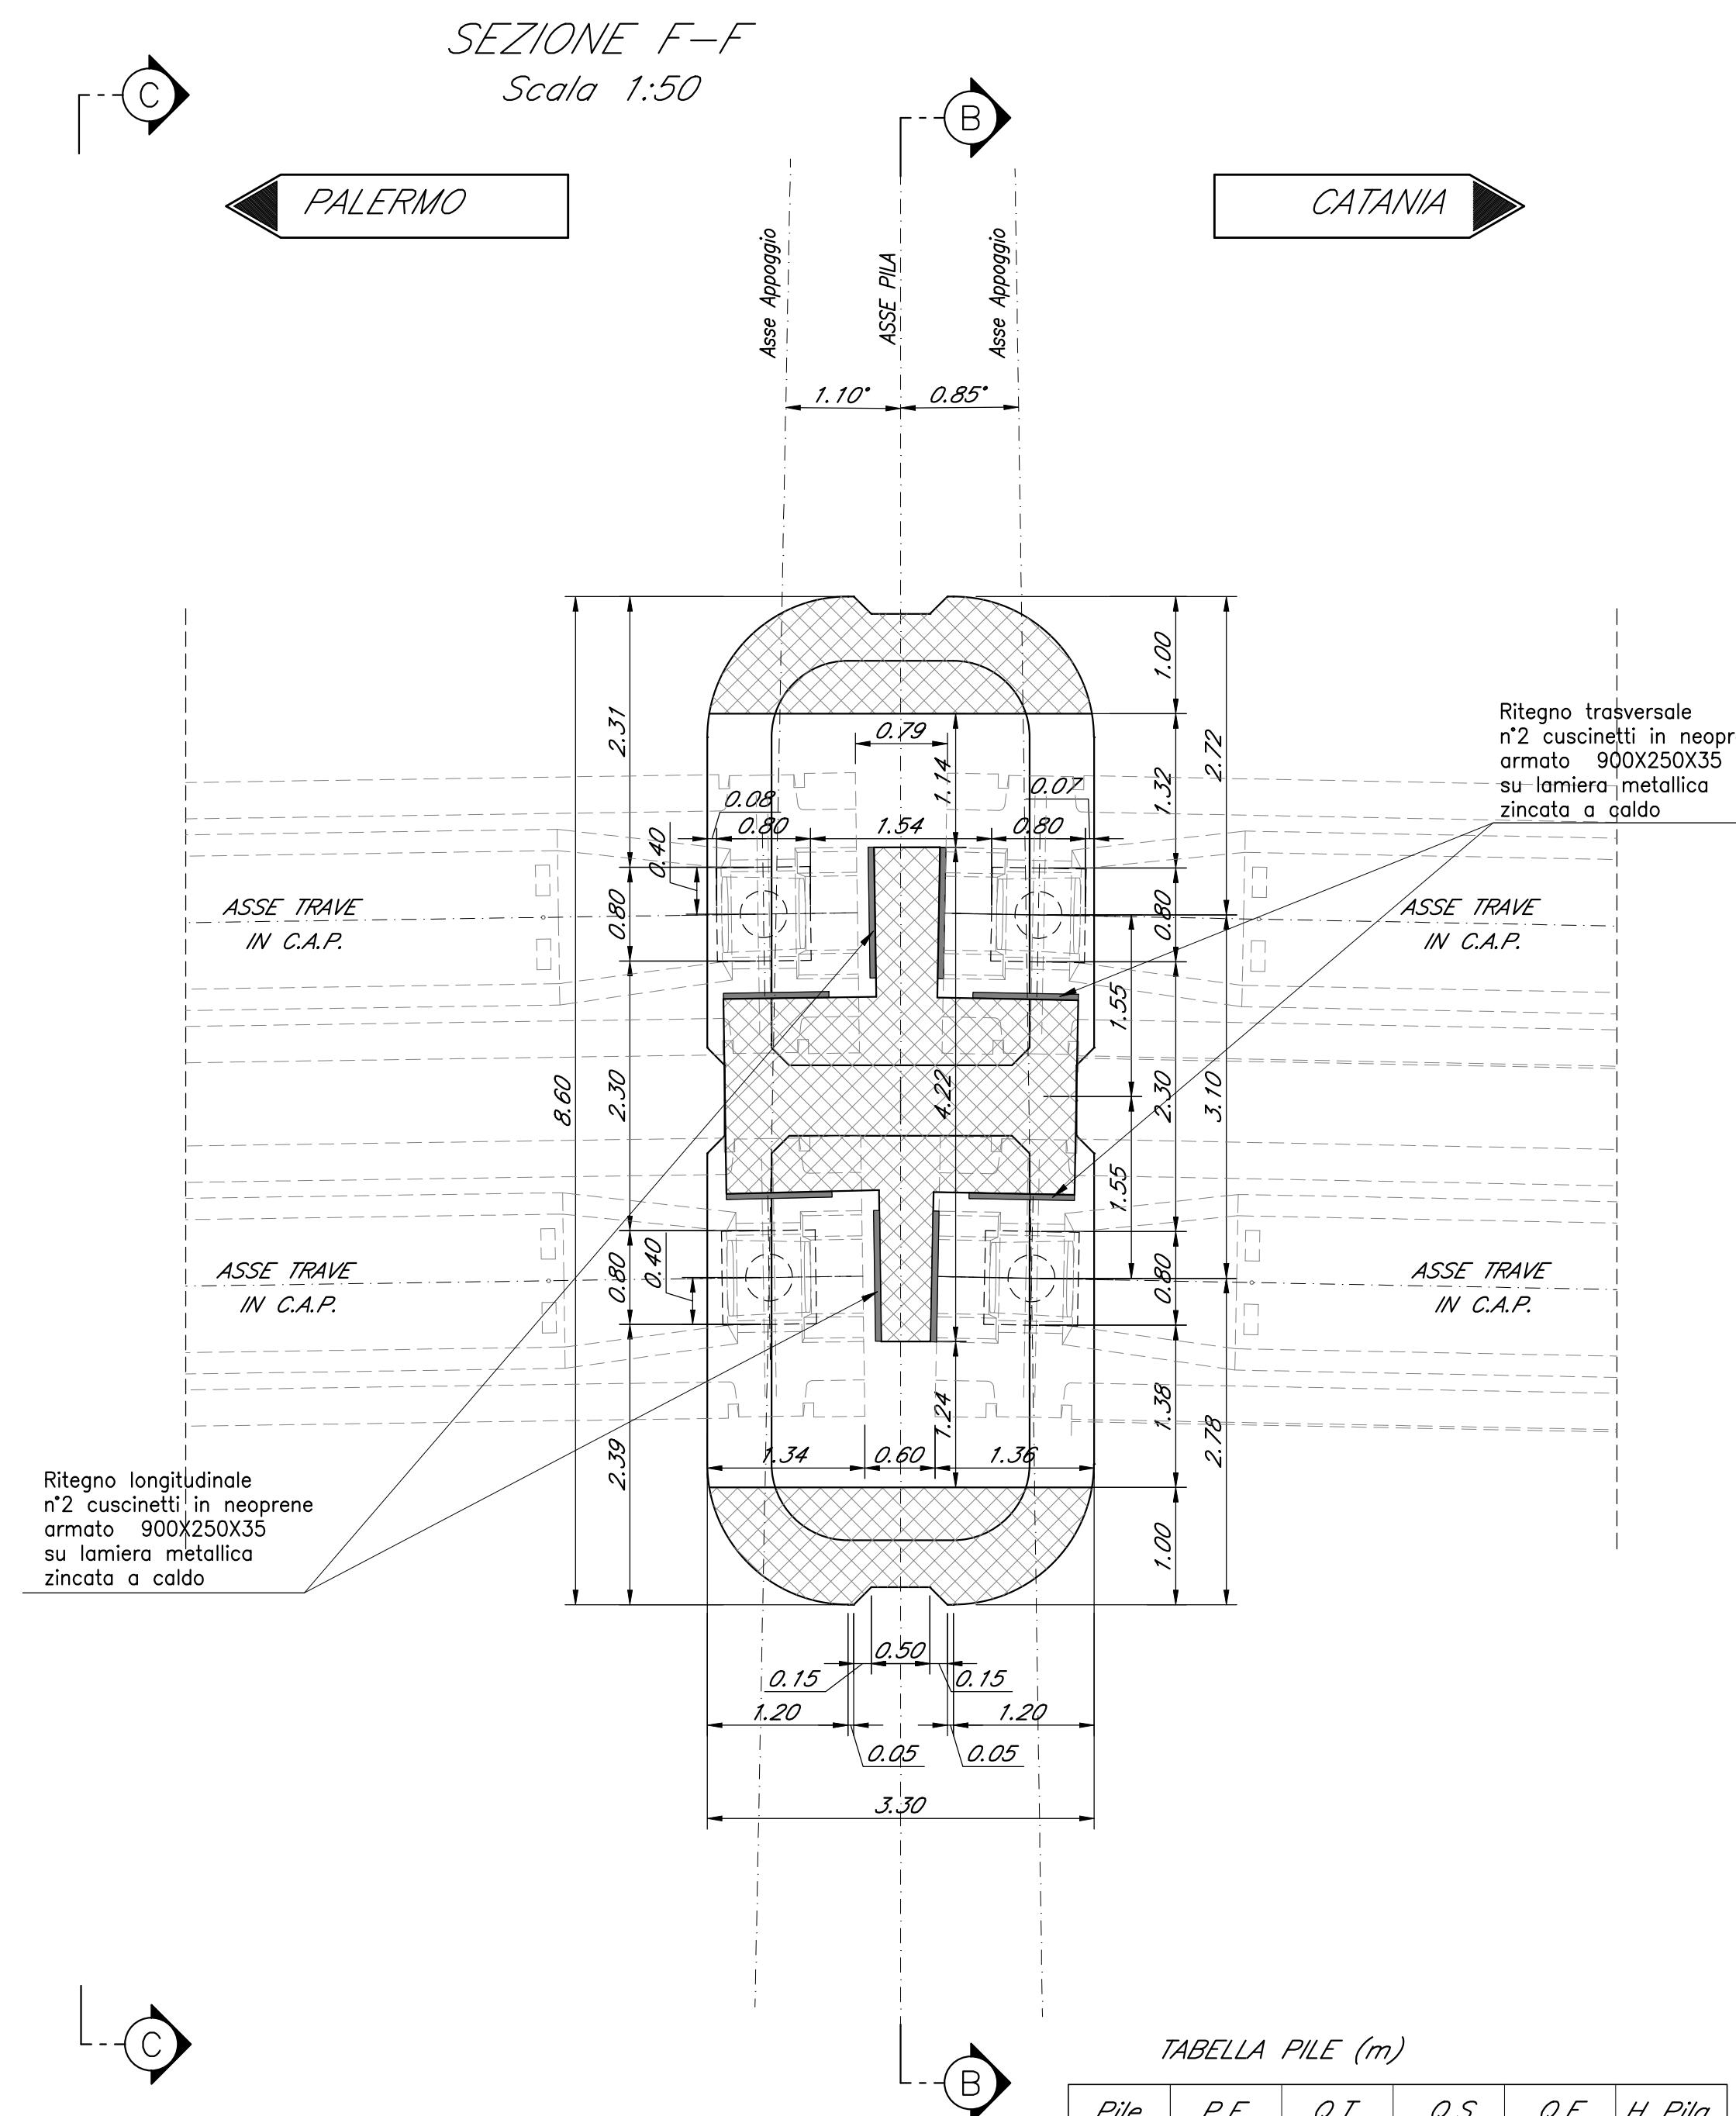 SEZIONE F-F
Scala 1:50
C
B
PALERMO
CATANIA
Asse Appoggio
ASSE PILA
Asse Appoggio
1.10°
0.85°
1.00
2.31
2.72
Ritegno trasversale
n°2 cuscinetti in neopr
armato 900X250X35
su lamiera metallica
zincata a caldo
0.79
1.14
1.32
0.08
0.07
0.80
1.54
0.80
0.40
0.80
0.80
ASSE TRAVE
IN C.A.P.
ASSE TRAVE
IN C.A.P.
1.55
8.60
2.30
4.22
2.30
3.10
1.55
0.80
0.40
0.80
ASSE TRAVE
IN C.A.P.
ASSE TRAVE
IN C.A.P.
1.24
1.38
2.78
2.39
1.34
0.60
1.36
Ritegno longitudinale
n°2 cuscinetti in neoprene
armato 900X250X35
su lamiera metallica
zincata a caldo
1.00
0.50
0.15
0.15
1.20
1.20
0.05
0.05
3.30
C
B
TABELLA PILE (m)
Pile P.F. Q.T. Q.S. Q.F. H Pila